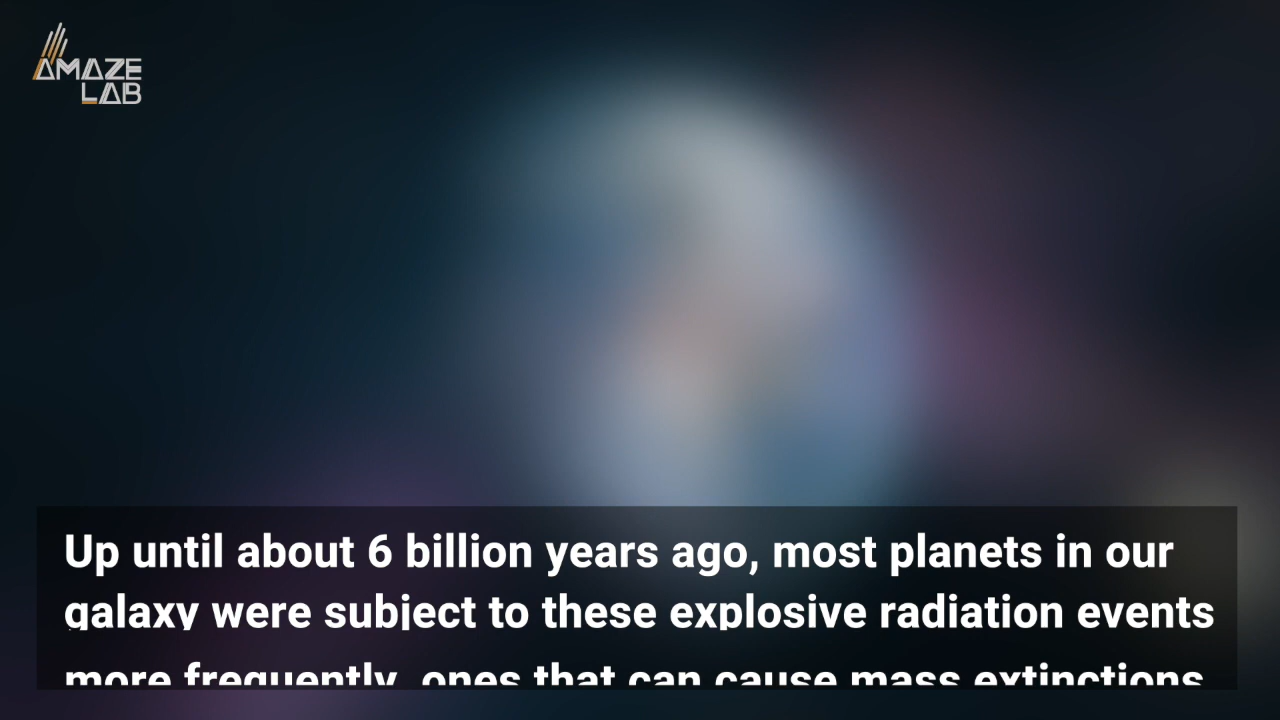 AMAZE
LAB
Up until about 6 billion years ago, most planets in our
galaxy were subject to these explosive radiation events
more frequently, ones that can cause mass extinctions